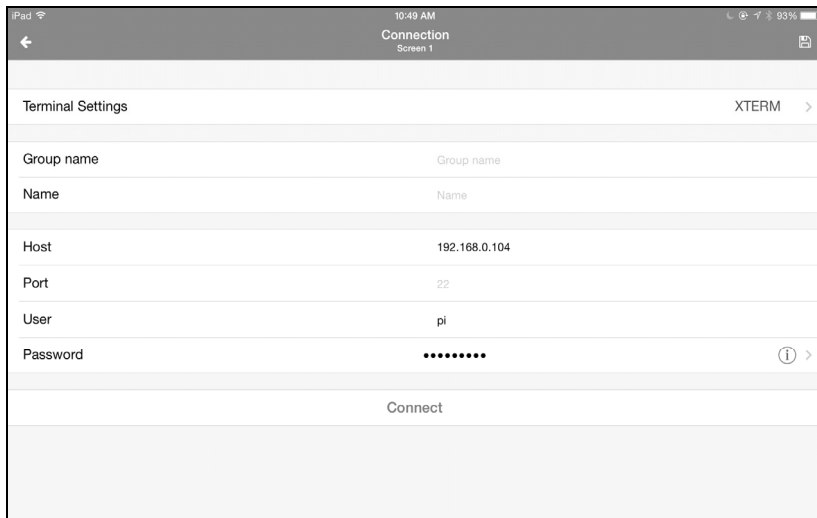 iPad 10:49 AM 93%
Connection
Screen 1
Terminal Settings XTERM
Group name Group name
Name Name
Host 192.168.0.104
Port 22
User pi
Password •••••••••
Connect